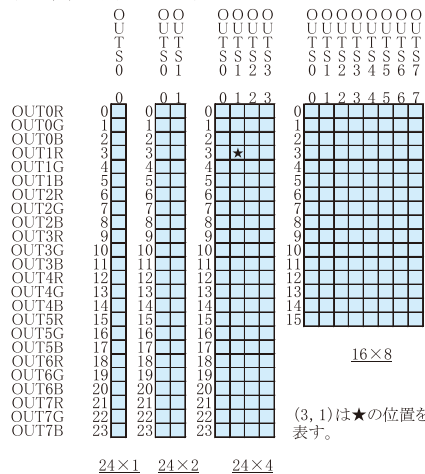 OUTS0 OUTS0 OUTS1 OUTS0 OUTS1 OUTS2 OUTS3 OUTS0 OUTS1 OUTS2 OUTS3 OUTS4 OUTS5 OUTS6 OUTS7
0 0 1 0 1 2 3 0 1 2 3 4 5 6 7
OUT0R 0 0 0 0
OUT0G 1 1 1 1
OUT0B 2 2 2 2
OUT1R 3 3 3 ★ 3
OUT1G 4 4 4 4
OUT1B 5 5 5 5
OUT2R 6 6 6 6
OUT2G 7 7 7 7
OUT2B 8 8 8 8
OUT3R 9 9 9 9
OUT3G 10 10 10 10
OUT3B 11 11 11 11
OUT4R 12 12 12 12
OUT4G 13 13 13 13
OUT4B 14 14 14 14
OUT5R 15 15 15 15
OUT5G 16 16 16
OUT5B 17 17 17
OUT6R 18 18 18
OUT6G 19 19 19
OUT6B 20 20 20
OUT7R 21 21 21
OUT7G 22 22 22
OUT7B 23 23 23
24×1 24×2 24×4
16×8
(3, 1)は★の位置を
表す。